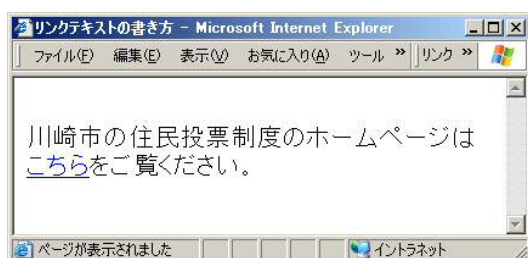 リンクテキストの書き方 - Microsoft Internet Explorer
ファイル(F) 編集(E) 表示(V) お気に入り(A) ツール » リンク »
川崎市の住民投票制度のホームページは
こちらをご覧ください。
ページが表示されました イントラネット